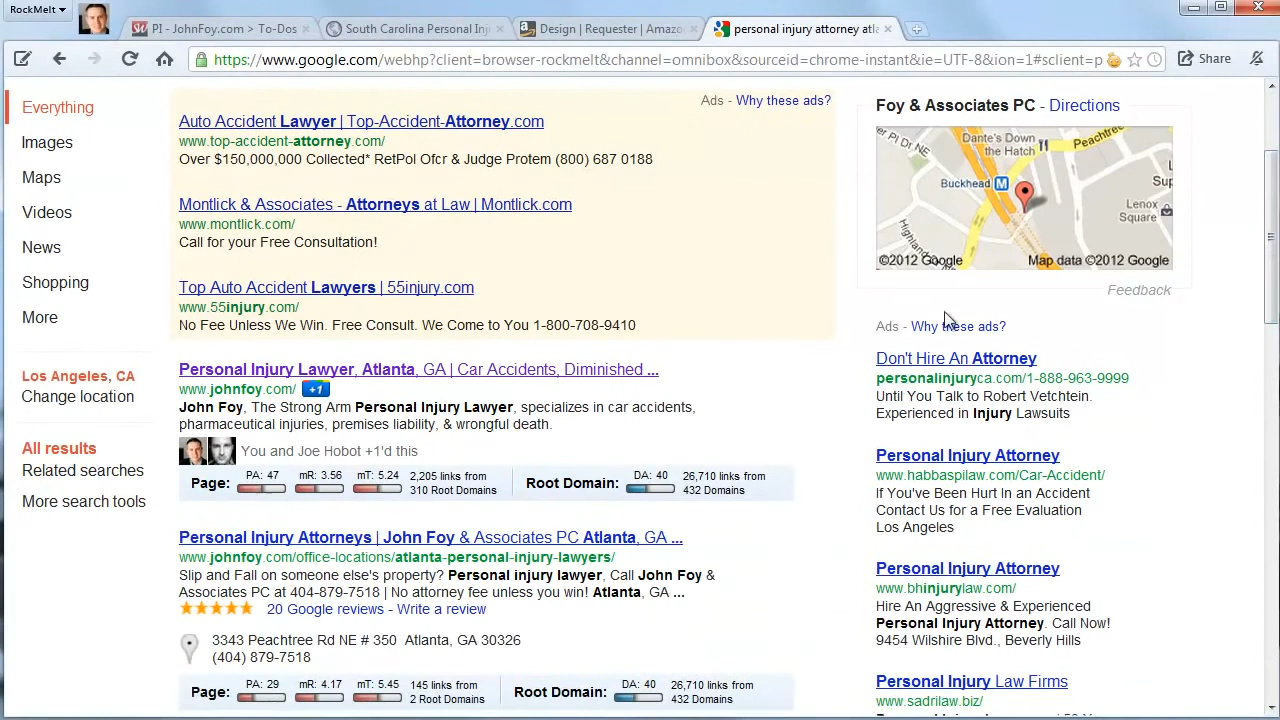 RockMelt
PI - JohnFoy.com > To-Dos
South Carolina Personal Inj
Design | Requester | Amazo
personal injury attorney atla
https://www.google.com/webhp?client=browser-rockmelt&channel=omnibox&sourceid=chrome-instant&ie=UTF-8&ion=1#sclient=p
Share
Everything
Images
Maps
Videos
News
Shopping
More
Los Angeles, CA
Change location
All results
Related searches
More search tools
Ads - Why these ads?
Auto Accident Lawyer | Top-Accident-Attorney.com
www.top-accident-attorney.com/
Over $150,000,000 Collected* RetPol Ofcr & Judge Protem (800) 687 0188
Montlick & Associates - Attorneys at Law | Montlick.com
www.montlick.com/
Call for your Free Consultation!
Top Auto Accident Lawyers | 55injury.com
www.55injury.com/
No Fee Unless We Win. Free Consult. We Come to You 1-800-708-9410
Personal Injury Lawyer, Atlanta, GA | Car Accidents, Diminished ...
www.johnfoy.com/ +1
John Foy, The Strong Arm Personal Injury Lawyer, specializes in car accidents,
pharmaceutical injuries, premises liability, & wrongful death.
You and Joe Hobot +1'd this
Page: PA: 47 mR: 3.56 mT: 5.24 2,205 links from
310 Root Domains
Root Domain: DA: 40 26,710 links from
432 Domains
Personal Injury Attorneys | John Foy & Associates PC Atlanta, GA ...
www.johnfoy.com/office-locations/atlanta-personal-injury-lawyers/
Slip and Fall on someone else's property? Personal injury lawyer, Call John Foy &
Associates PC at 404-879-7518 | No attorney fee unless you win! Atlanta, GA ...
20 Google reviews - Write a review
3343 Peachtree Rd NE # 350 Atlanta, GA 30326
(404) 879-7518
Page: PA: 29 mR: 4.17 mT: 5.45 145 links from
2 Root Domains
Root Domain: DA: 40 26,710 links from
432 Domains
Foy & Associates PC - Directions
Dante's Down
the Hatch
Peachtree
Pl Dr NE
Buckhead M
Sup
Lenox
Square
Highla
©2012 Google
Map data ©2012 Google
Feedback
Ads - Why these ads?
Don't Hire An Attorney
personalinjuryca.com/1-888-963-9999
Until You Talk to Robert Vetchtein.
Experienced in Injury Lawsuits
Personal Injury Attorney
www.habbaspilaw.com/Car-Accident/
If You've Been Hurt In an Accident
Contact Us for a Free Evaluation
Los Angeles
Personal Injury Attorney
www.bhinjurylaw.com/
Hire An Aggressive & Experienced
Personal Injury Attorney. Call Now!
9454 Wilshire Blvd., Beverly Hills
Personal Injury Law Firms
www.sadrilaw.biz/